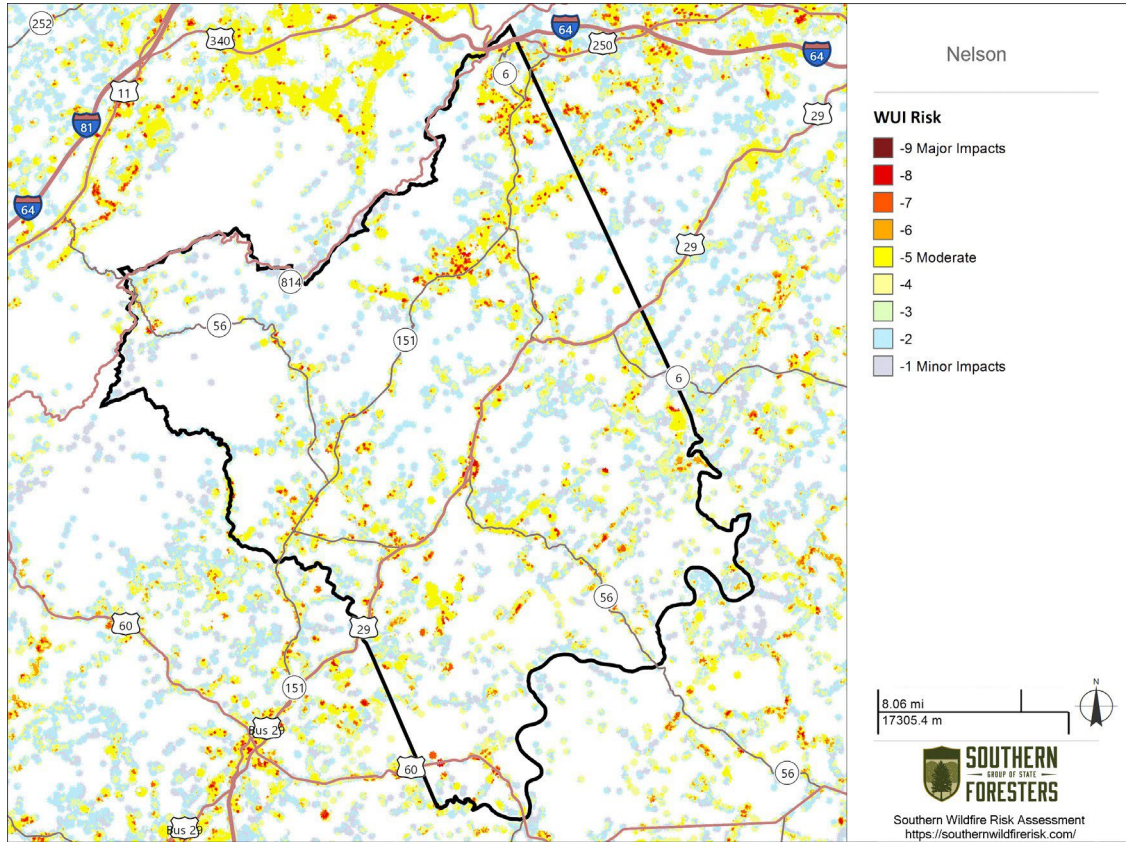 252
340
64
250
64
6
11
29
81
64
29
814
56
151
6
56
60
29
151
Bus 29
60
56
Bus 29
Nelson
WUI Risk
-9 Major Impacts
-8
-7
-6
-5 Moderate
-4
-3
-2
-1 Minor Impacts
8.06 mi
17305.4 m
N
SOUTHERN
GROUP OF STATE
FORESTERS
Southern Wildfire Risk Assessment
https://southernwildfirerisk.com/